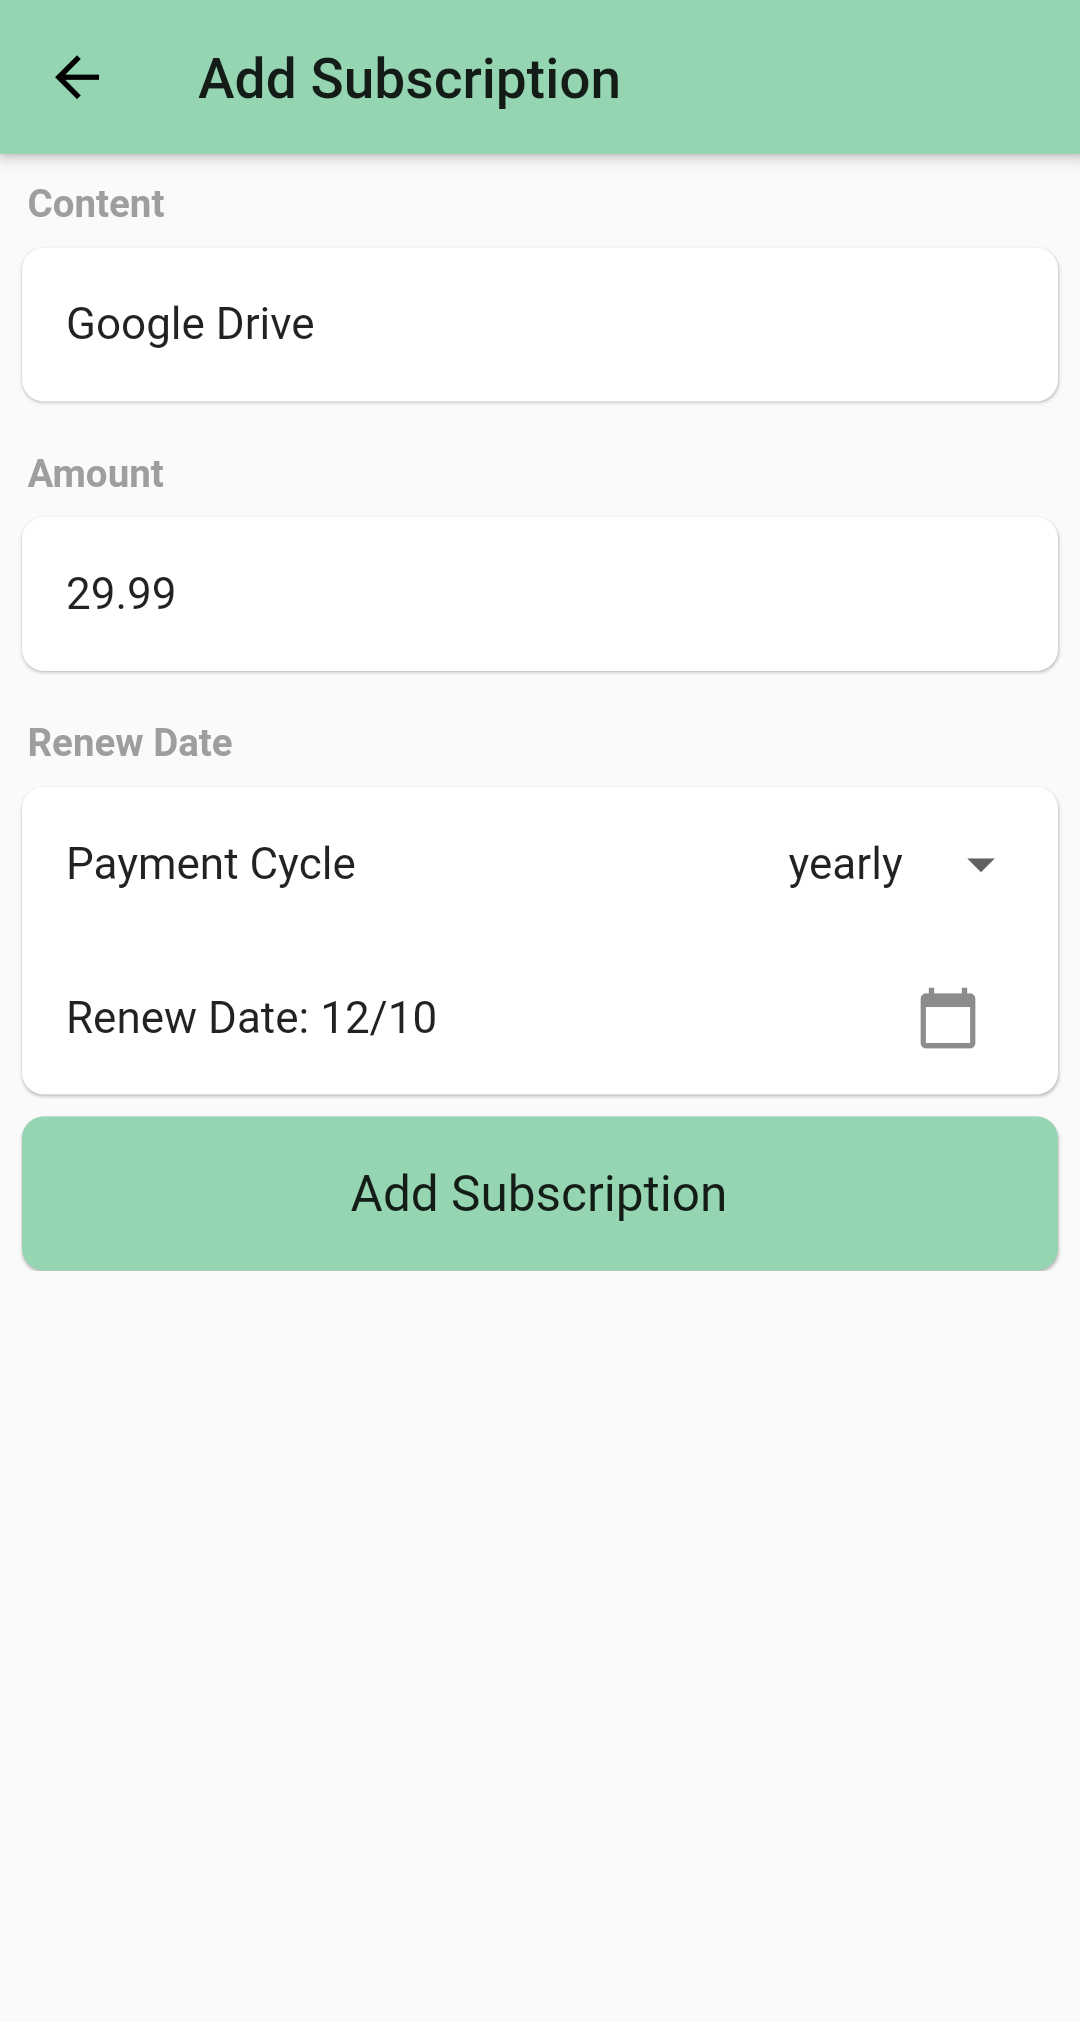 Add Subscription
Content
Google Drive
Amount
29.99
Renew Date
Payment Cycle yearly
Renew Date: 12/10
Add Subscription